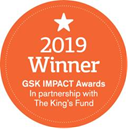 2019
Winner
GSK IMPACT Awards
In partnership with
The King's Fund